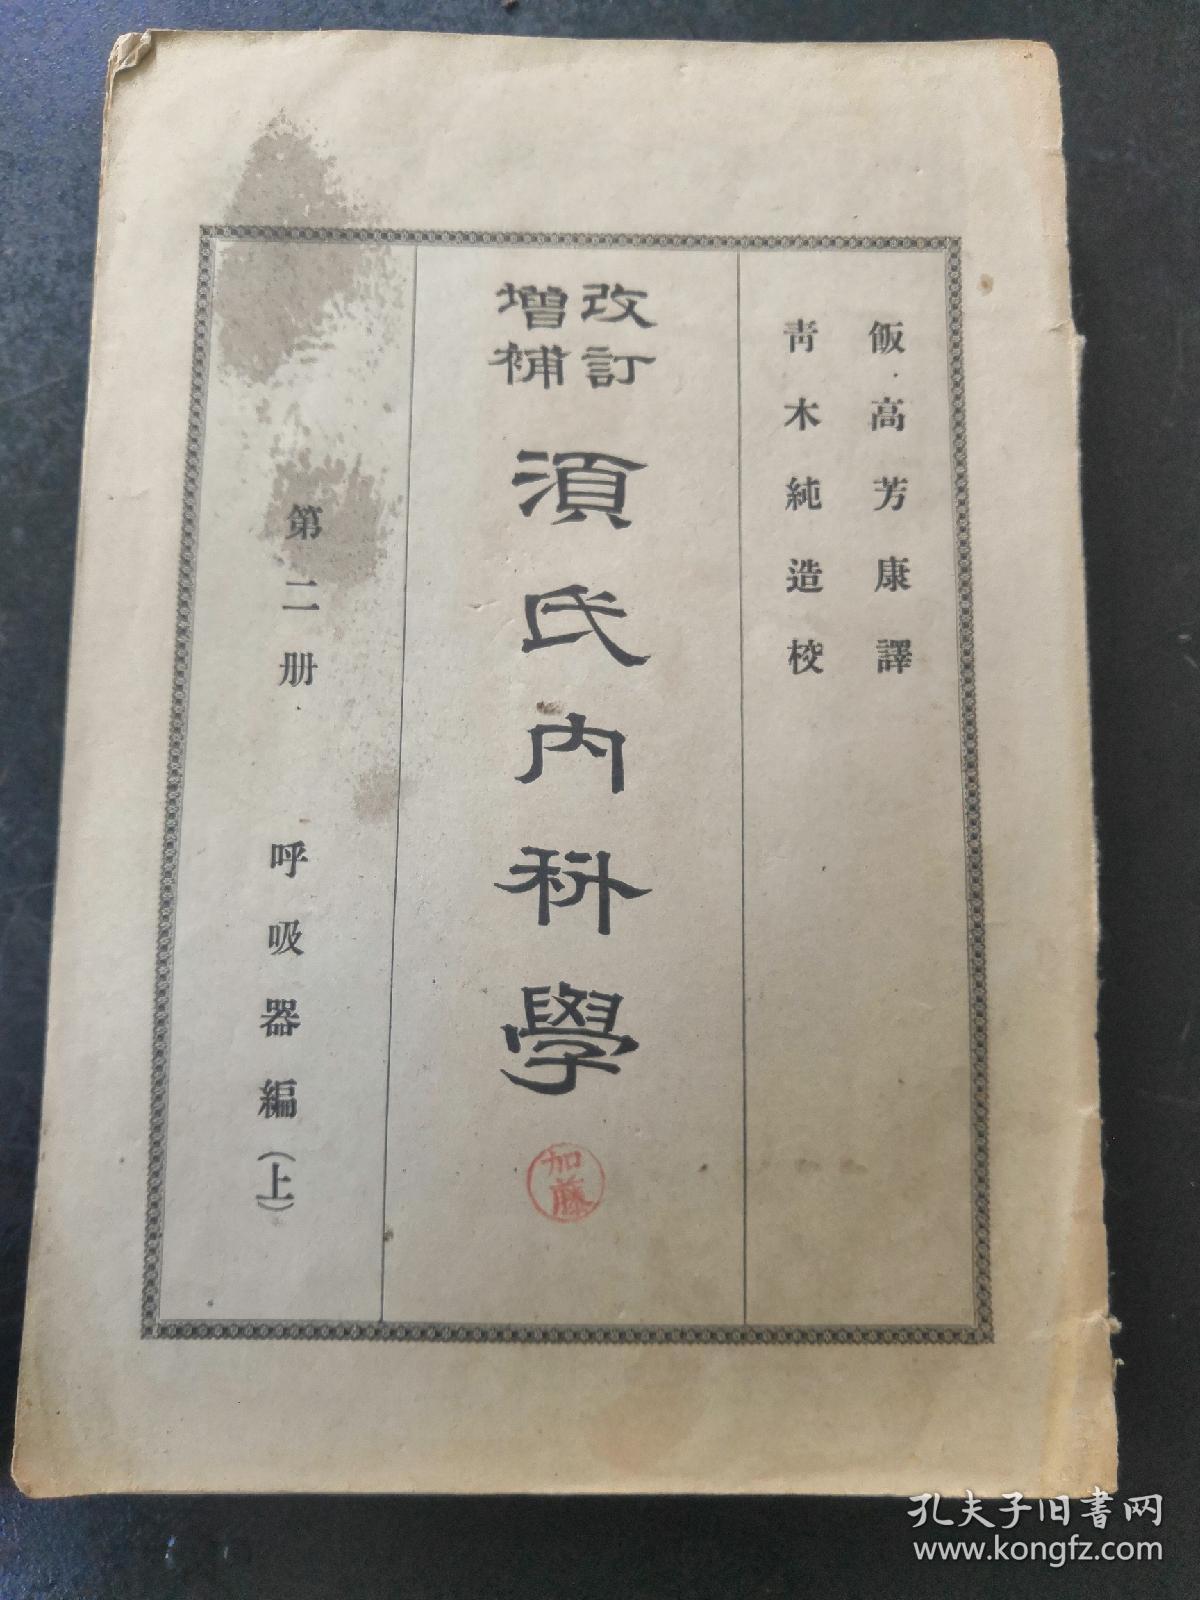 飯高芳康譯
青木純造校
改訂
增補
須氏內科學
加藤
第二册 呼吸器編(上)
孔夫子旧书网
www.kongfz.com